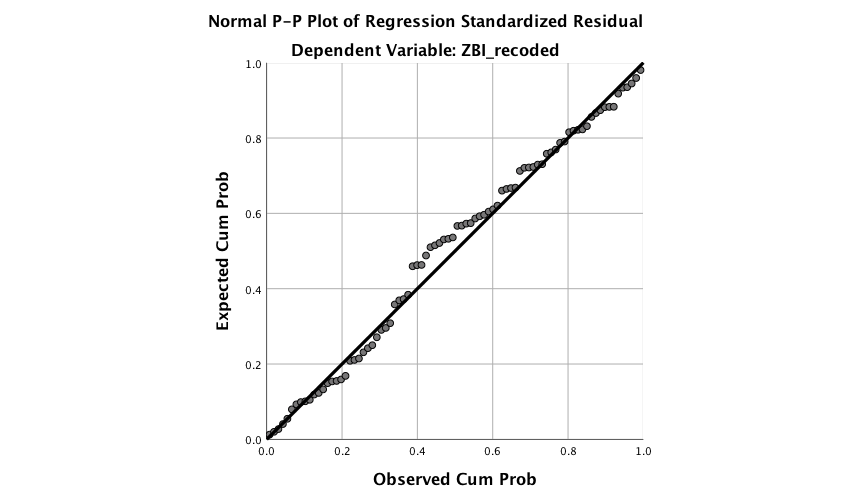 Normal P-P Plot of Regression Standardized Residual
Dependent Variable: ZBI_recoded
1.0
0.8
0.6
0.4
0.2
0.0
Expected Cum Prob
0.0 0.2 0.4 0.6 0.8 1.0
Observed Cum Prob